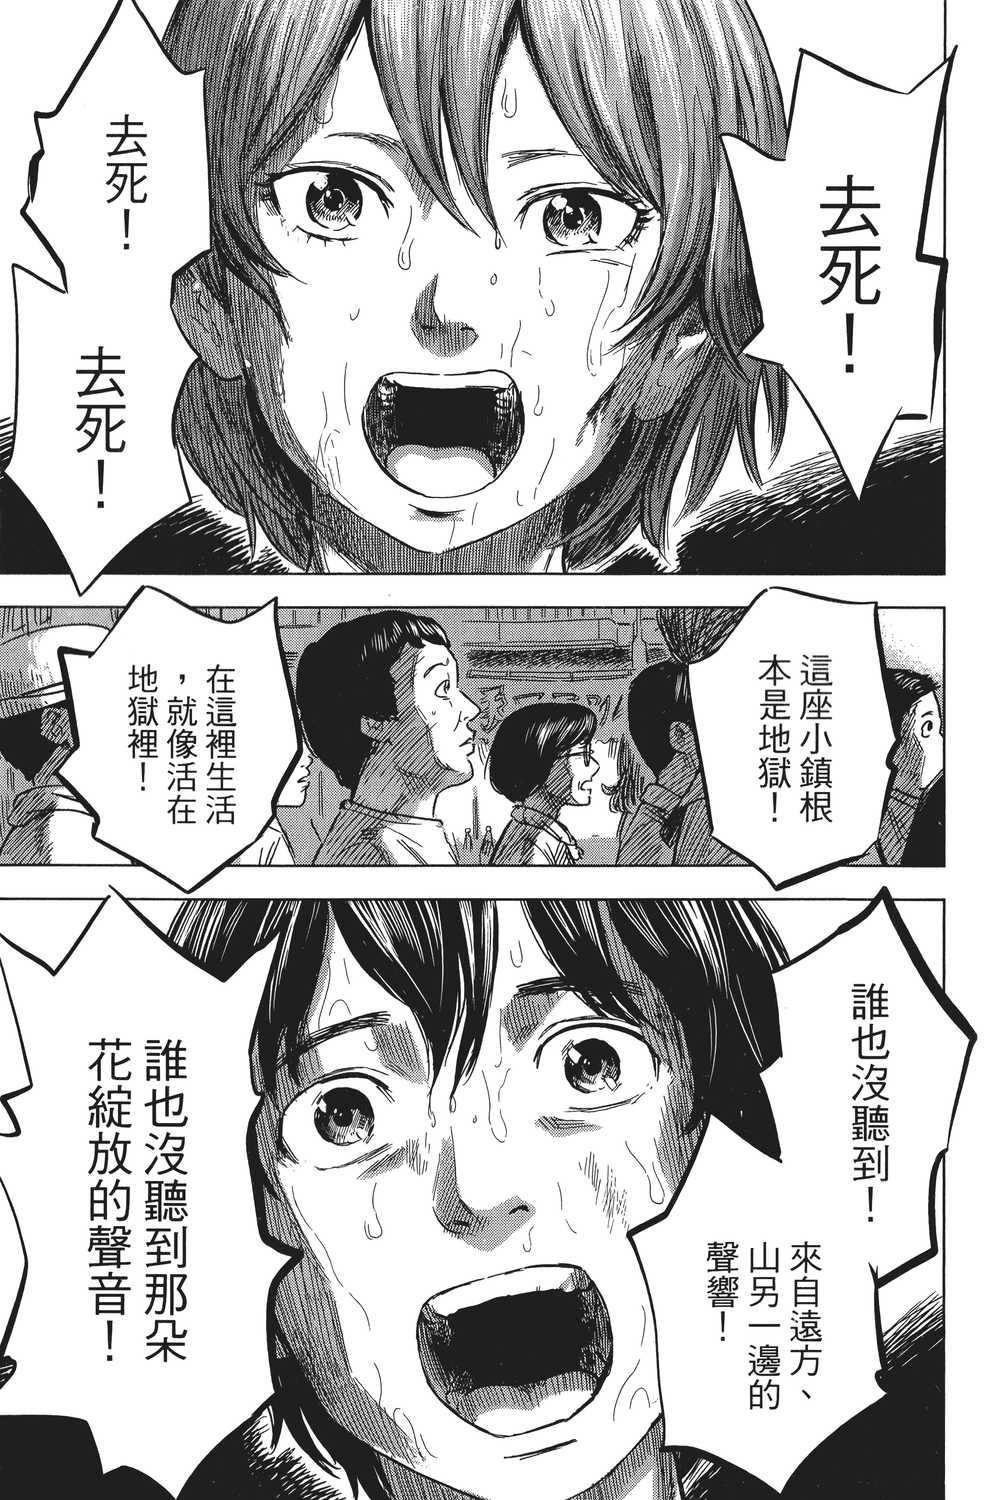 去死！
去死！
去死！
這座小鎮根
本是地獄！
在這裡生活
，就像活在
地獄裡！
誰也沒聽到！
來自遠方、
山另一邊的
聲響！
誰也沒聽到那朵
花綻放的聲音！